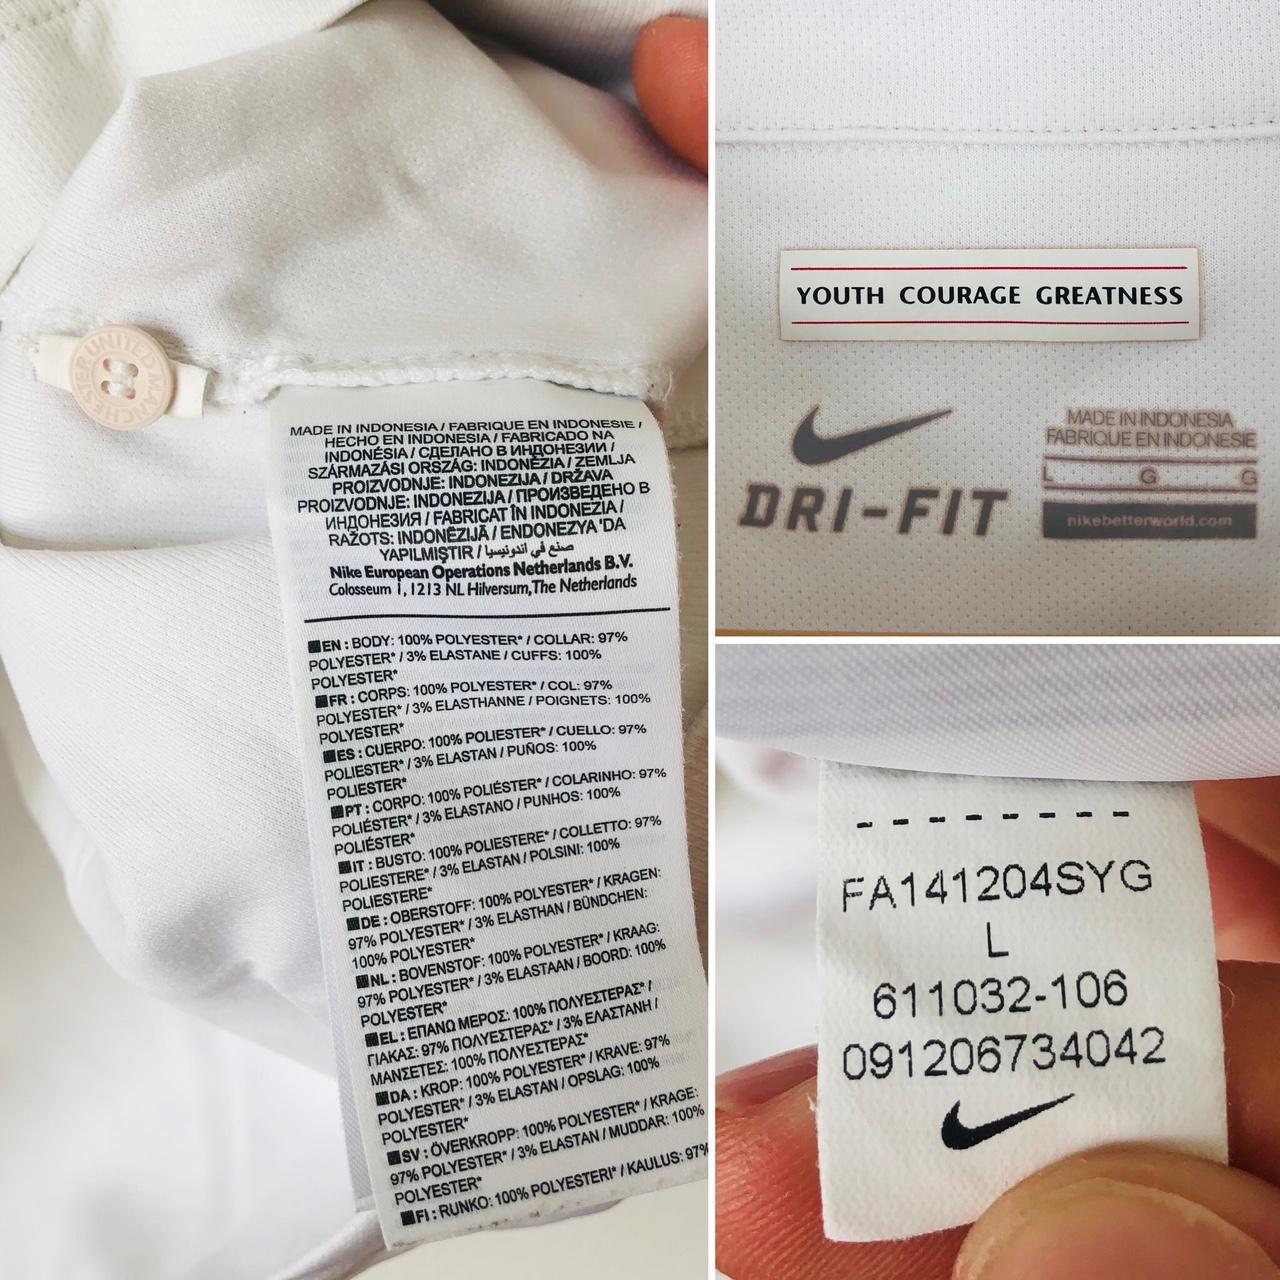 MANCHESTER UNITED
MADE IN INDONESIA / FABRIQUE EN INDONESIE /
HECHO EN INDONESIA / FABRICADO NA
INDONÉSIA / СДЕЛАНО В ИНДОНЕЗИИ /
SZÁRMAZÁSI ORSZÁG: INDONÉZIA / ZEMLJA
PROIZVODNJE: INDONEZIJA / DRŽAVA
PROIZVODNJE: INDONEZIJA / ПРОИЗВЕДЕНО В
ИНДОНЕЗИЯ / FABRICAT ÎN INDONEZIA /
RAŽOTS: INDONĒZIJĀ / ENDONEZYA 'DA
YAPILMIŞTIR / صنع في اندونيسيا
Nike European Operations Netherlands B.V.
Colosseum 1, 1213 NL Hilversum, The Netherlands
EN : BODY: 100% POLYESTER* / COLLAR: 97%
POLYESTER* / 3% ELASTANE / CUFFS: 100%
POLYESTER*
FR : CORPS: 100% POLYESTER* / COL: 97%
POLYESTER* / 3% ELASTHANNE / POIGNETS: 100%
POLYESTER*
ES : CUERPO: 100% POLIESTER* / CUELLO: 97%
POLIESTER* / 3% ELASTAN / PUÑOS: 100%
POLIESTER*
PT : CORPO: 100% POLIÉSTER* / COLARINHO: 97%
POLIÉSTER* / 3% ELASTANO / PUNHOS: 100%
POLIÉSTER*
IT : BUSTO: 100% POLIESTERE* / COLLETTO: 97%
POLIESTERE* / 3% ELASTAN / POLSINI: 100%
POLIESTERE*
DE : OBERSTOFF: 100% POLYESTER* / KRAGEN:
97% POLYESTER* / 3% ELASTHAN / BÜNDCHEN:
100% POLYESTER*
NL : BOVENSTOF: 100% POLYESTER* / KRAAG:
97% POLYESTER* / 3% ELASTAAN / BOORD: 100%
POLYESTER*
EL : ΕΠΑΝΩ ΜΕΡΟΣ: 100% ΠΟΛΥΕΣΤΕΡΑΣ* /
ΓΙΑΚΑΣ: 97% ΠΟΛΥΕΣΤΕΡΑΣ* / 3% ΕΛΑΣΤΑΝΗ /
ΜΑΝΣΕΤΕΣ: 100% ΠΟΛΥΕΣΤΕΡΑΣ*
DA : KROP: 100% POLYESTER* / KRAVE: 97%
POLYESTER* / 3% ELASTAN / OPSLAG: 100%
POLYESTER*
SV : ÖVERKROPP: 100% POLYESTER* / KRAGE:
97% POLYESTER* / 3% ELASTAN / MUDDAR: 100%
POLYESTER*
FI : RUNKO: 100% POLYESTERI* / KAULUS: 97%
YOUTH COURAGE GREATNESS
DRI-FIT
MADE IN INDONESIA
FABRIQUE EN INDONESIE
L G G
nikebetterworld.com
FA141204SYG
L
611032-106
091206734042